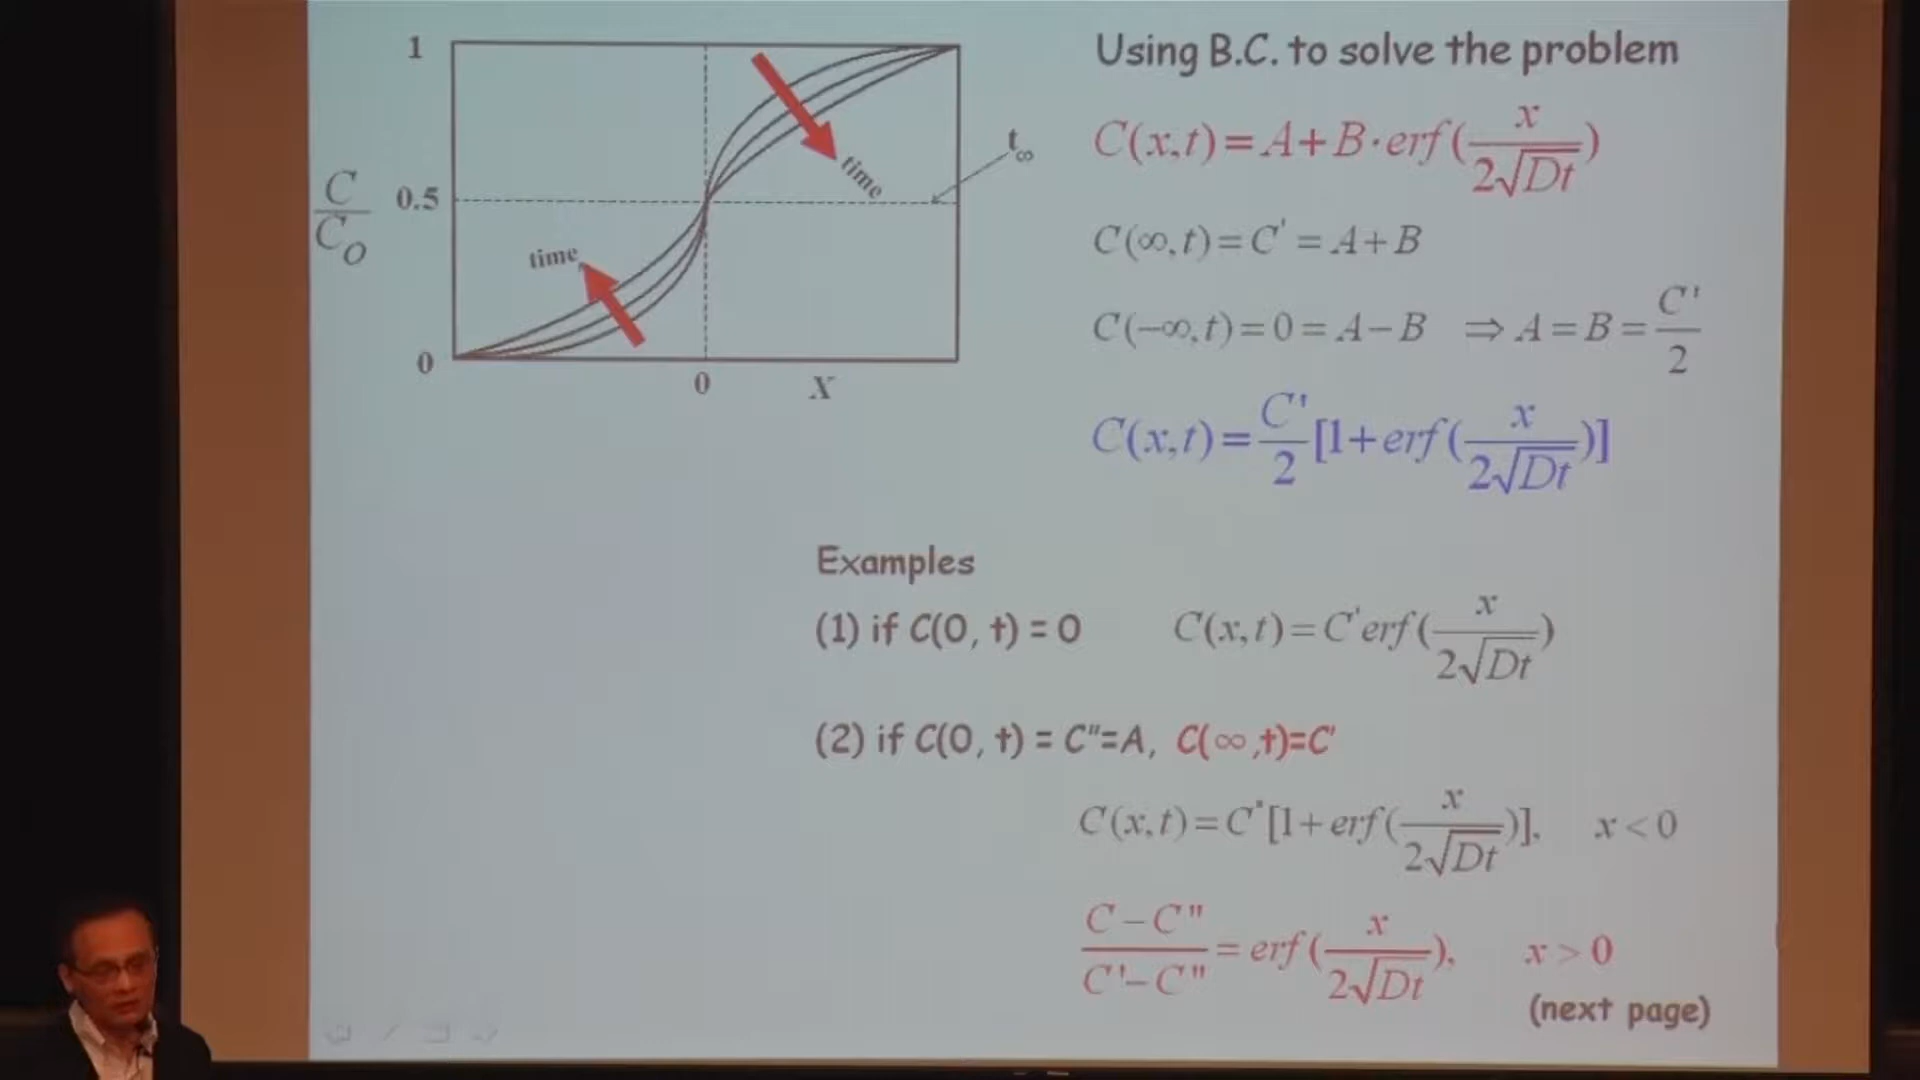 1
0.5
0
C/C_O
time
time
t_∞
0
X
Using B.C. to solve the problem
C(x,t) = A+B·erf(x/2√Dt)
C(∞,t) = C' = A+B
C(−∞,t) = 0 = A−B ⇒ A = B = C'/2
C(x,t) = C'/2 [1+erf(x/2√Dt)]
Examples
(1) if C(0, t) = 0 C(x,t) = C'erf(x/2√Dt)
(2) if C(0, t) = C"=A, C(∞,t)=C'
C(x,t) = C"[1+erf(x/2√Dt)], x < 0
C−C"/C'−C" = erf(x/2√Dt), x > 0
(next page)